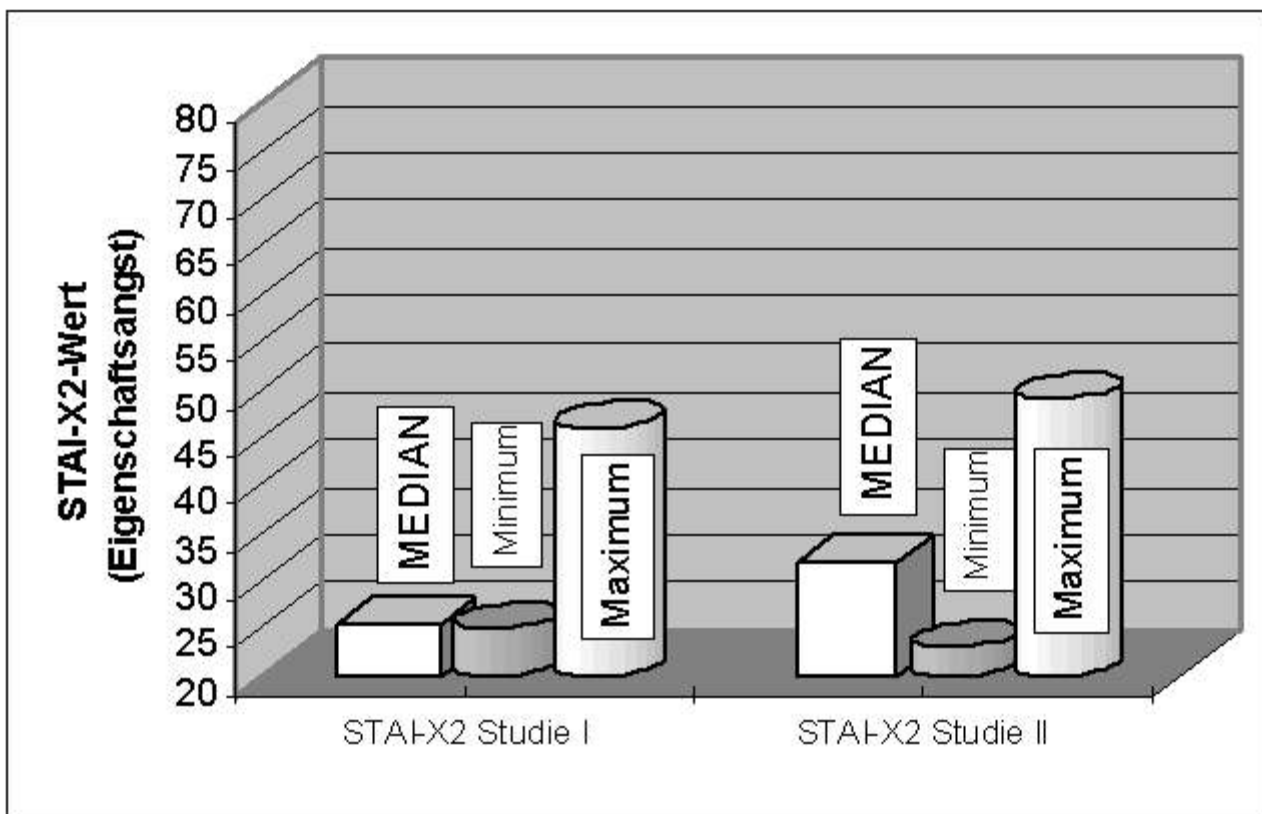 80
75
70
65
60
55
50
45
40
35
30
25
20
STAI-X2-Wert
(Eigenschaftsangst)
MEDIAN
Minimum
Maximum
MEDIAN
Minimum
Maximum
STAI-X2 Studie I
STAI-X2 Studie II